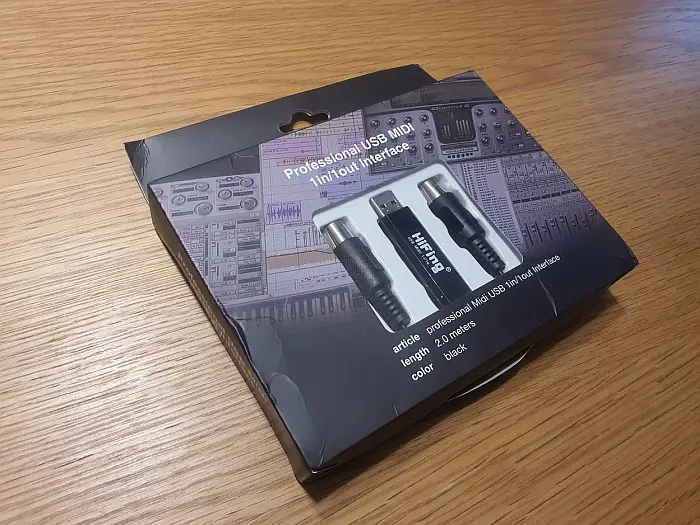 Professional USB MIDI
1in/1out Interface
HiFing ®
article professional Midi USB 1in/1out Interface
length 2.0 meters
color black